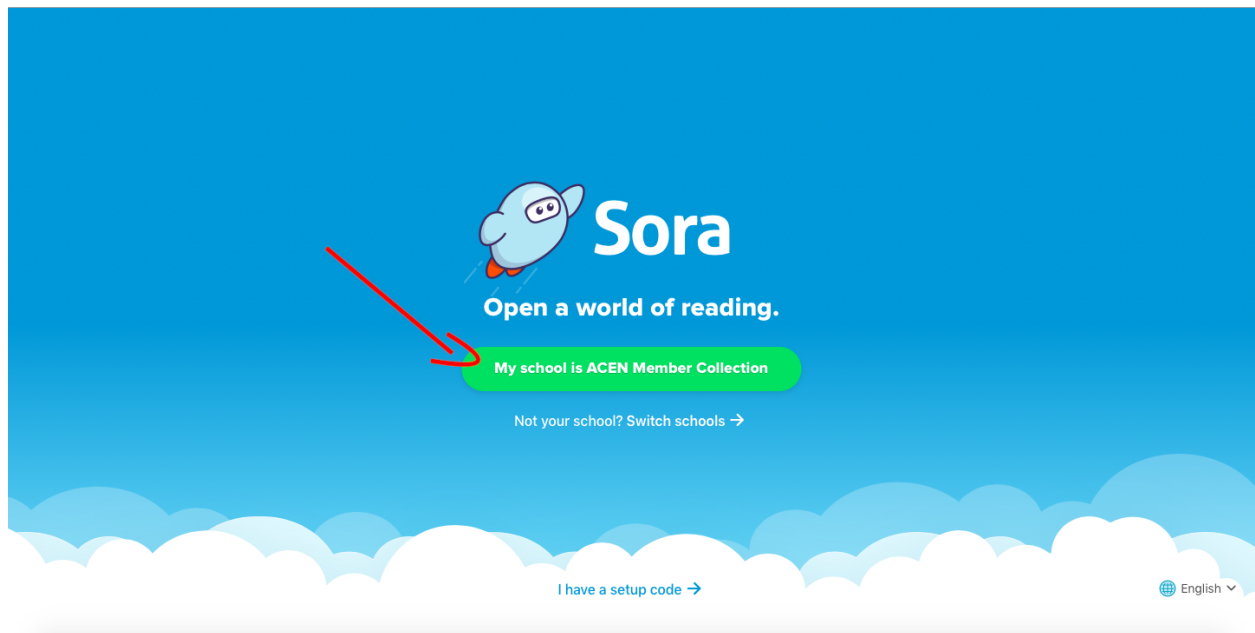 Sora
Open a world of reading.
My school is ACEN Member Collection
Not your school? Switch schools →
I have a setup code →
English